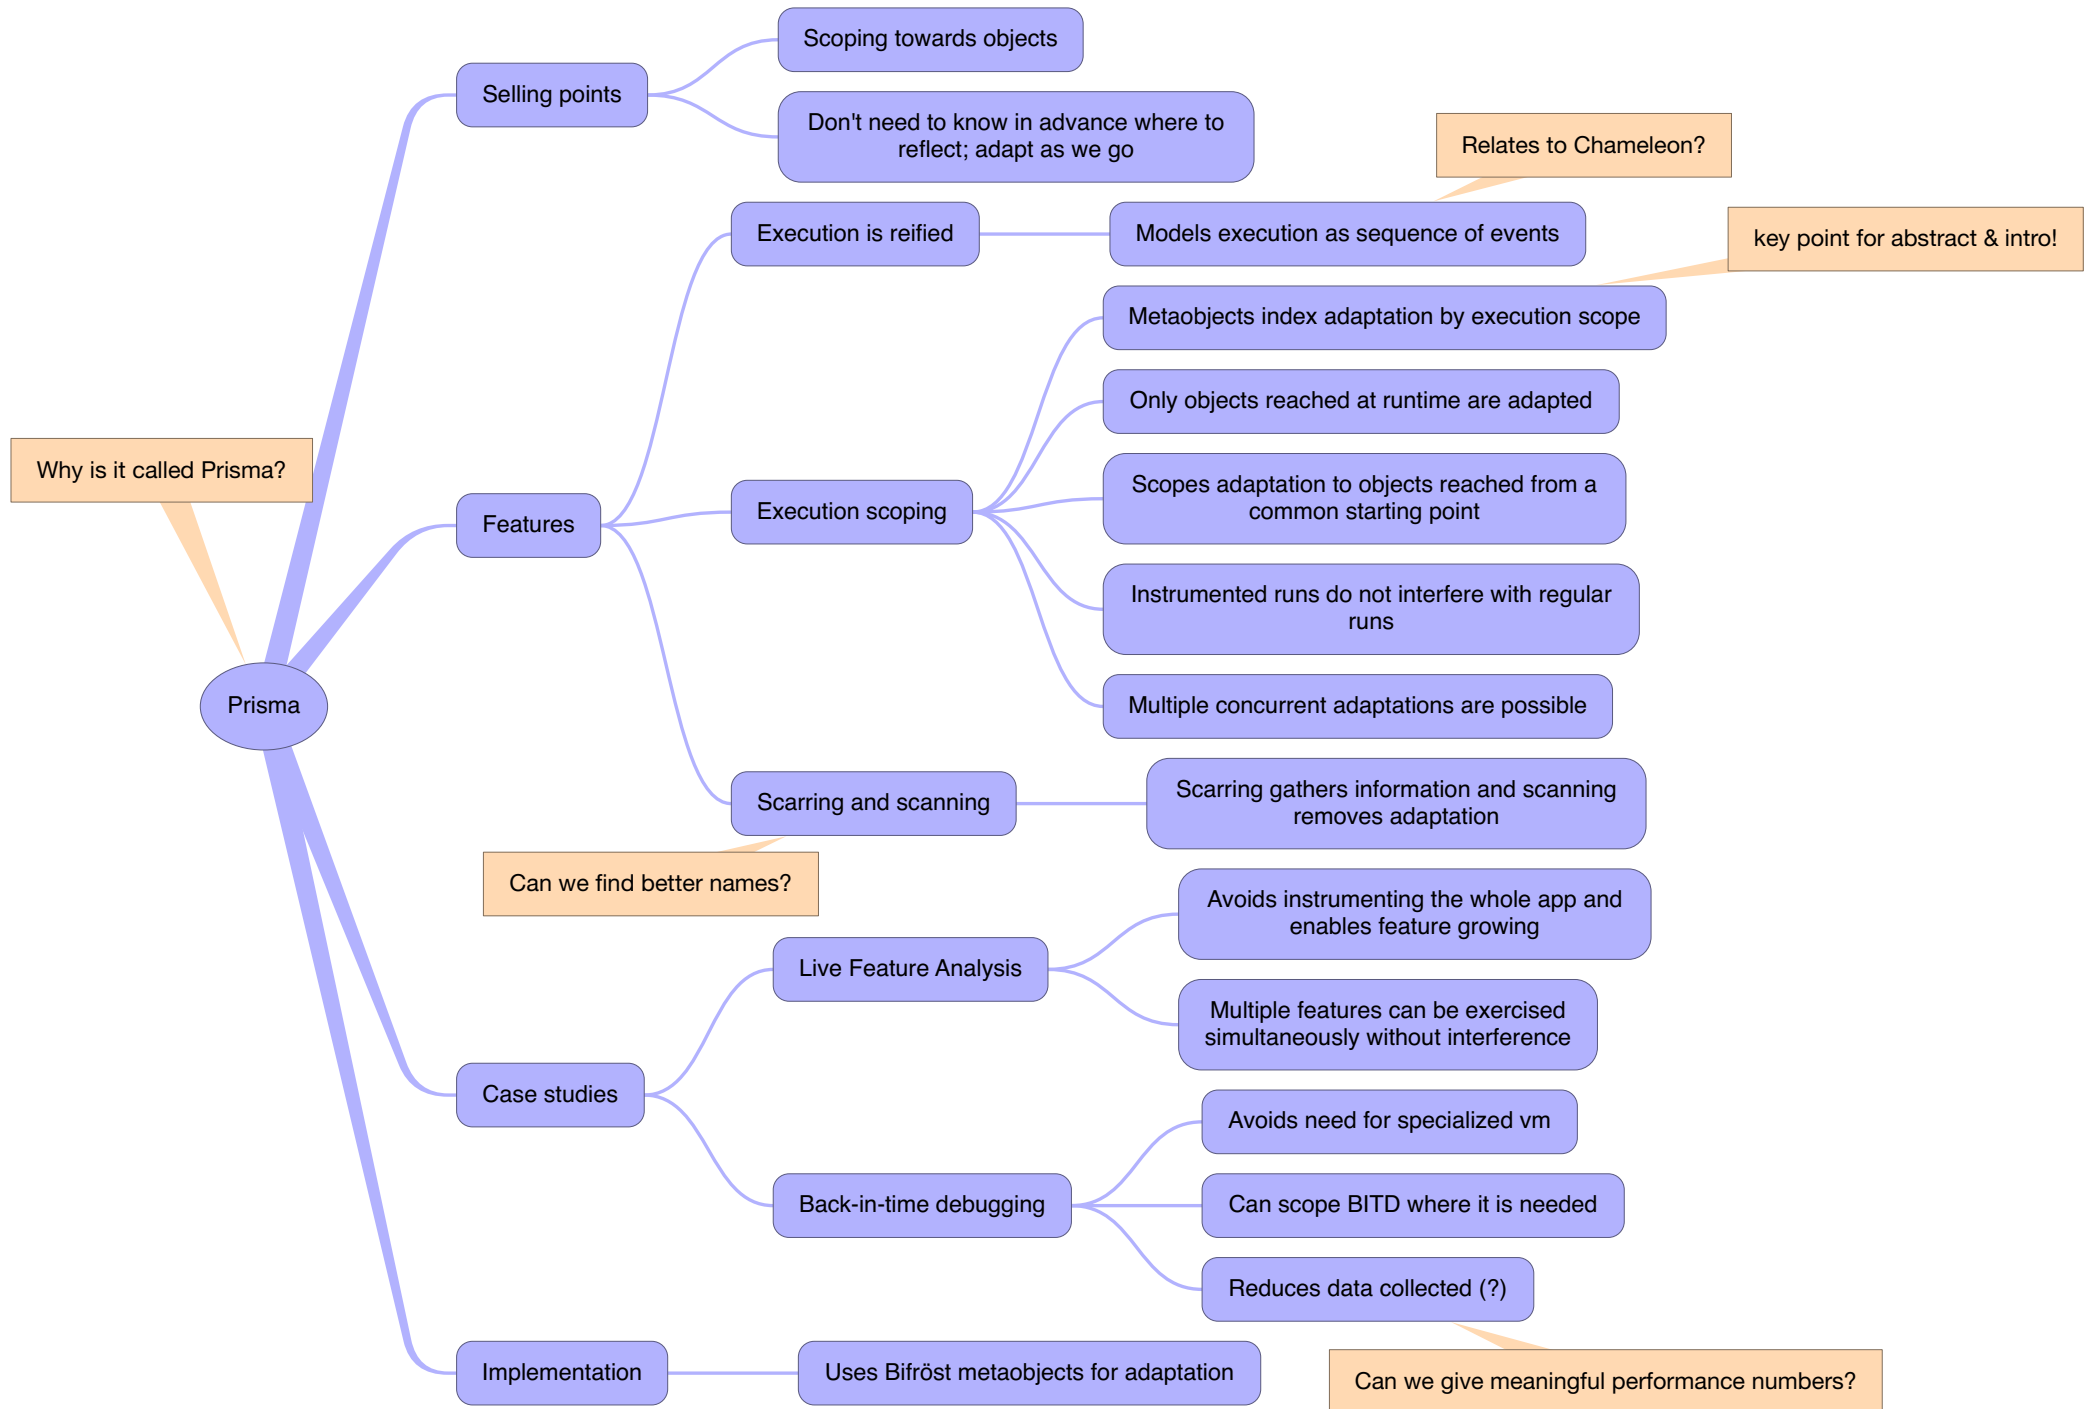 Scoping towards objects
Selling points
Don't need to know in advance where to
reflect; adapt as we go
Relates to Chameleon?
Execution is reified
Models execution as sequence of events
key point for abstract & intro!
Metaobjects index adaptation by execution scope
Only objects reached at runtime are adapted
Why is it called Prisma?
Scopes adaptation to objects reached from a
common starting point
Features
Execution scoping
Instrumented runs do not interfere with regular
runs
Prisma
Multiple concurrent adaptations are possible
Scarring and scanning
Scarring gathers information and scanning
removes adaptation
Can we find better names?
Avoids instrumenting the whole app and
enables feature growing
Live Feature Analysis
Multiple features can be exercised
simultaneously without interference
Case studies
Avoids need for specialized vm
Back-in-time debugging
Can scope BITD where it is needed
Reduces data collected (?)
Implementation
Uses Bifröst metaobjects for adaptation
Can we give meaningful performance numbers?